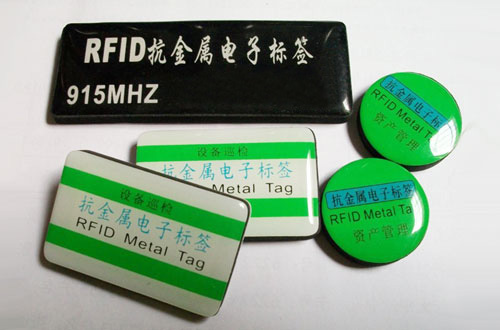 RFID抗金属电子标签
915MHZ
抗金属电子标
RFID Metal Tag
资产管理
设备巡检
抗金属电子标签
Metal Tag
抗金属电子标签
RFID Metal Ta
资产管理
设备巡检
抗金属电子标签
RFID Metal Tag